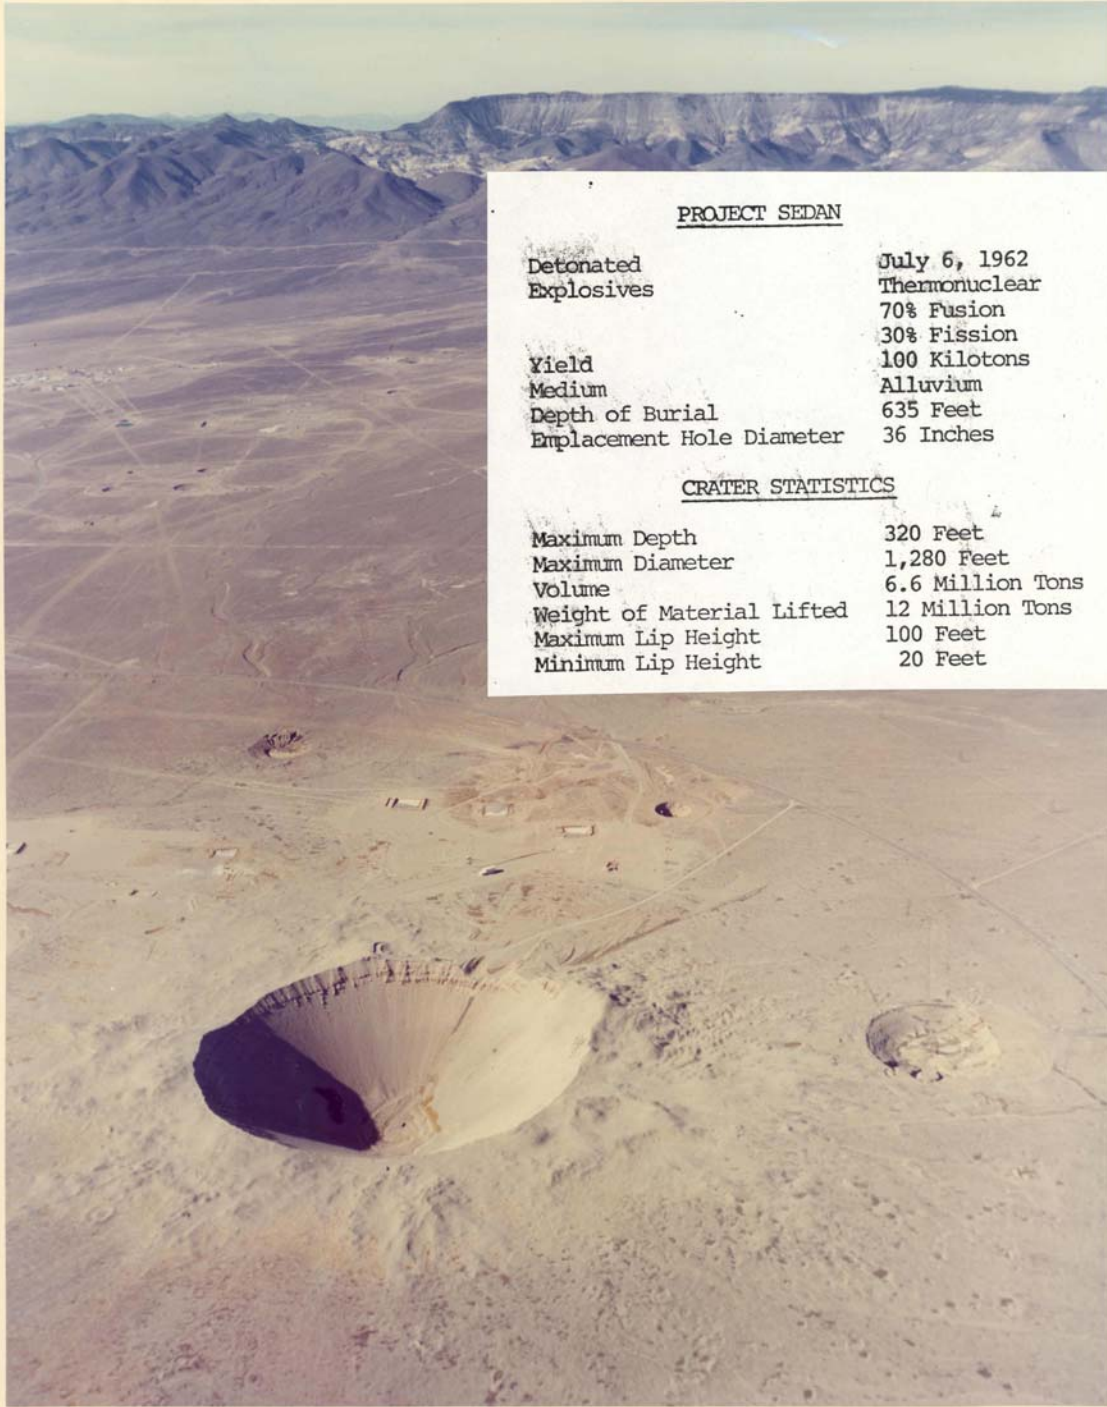 PROJECT SEDAN
Detonated July 6, 1962
Explosives Thermonuclear
70% Fusion
30% Fission
Yield 100 Kilotons
Medium Alluvium
Depth of Burial 635 Feet
Emplacement Hole Diameter 36 Inches
CRATER STATISTICS
Maximum Depth 320 Feet
Maximum Diameter 1,280 Feet
Volume 6.6 Million Tons
Weight of Material Lifted 12 Million Tons
Maximum Lip Height 100 Feet
Minimum Lip Height 20 Feet